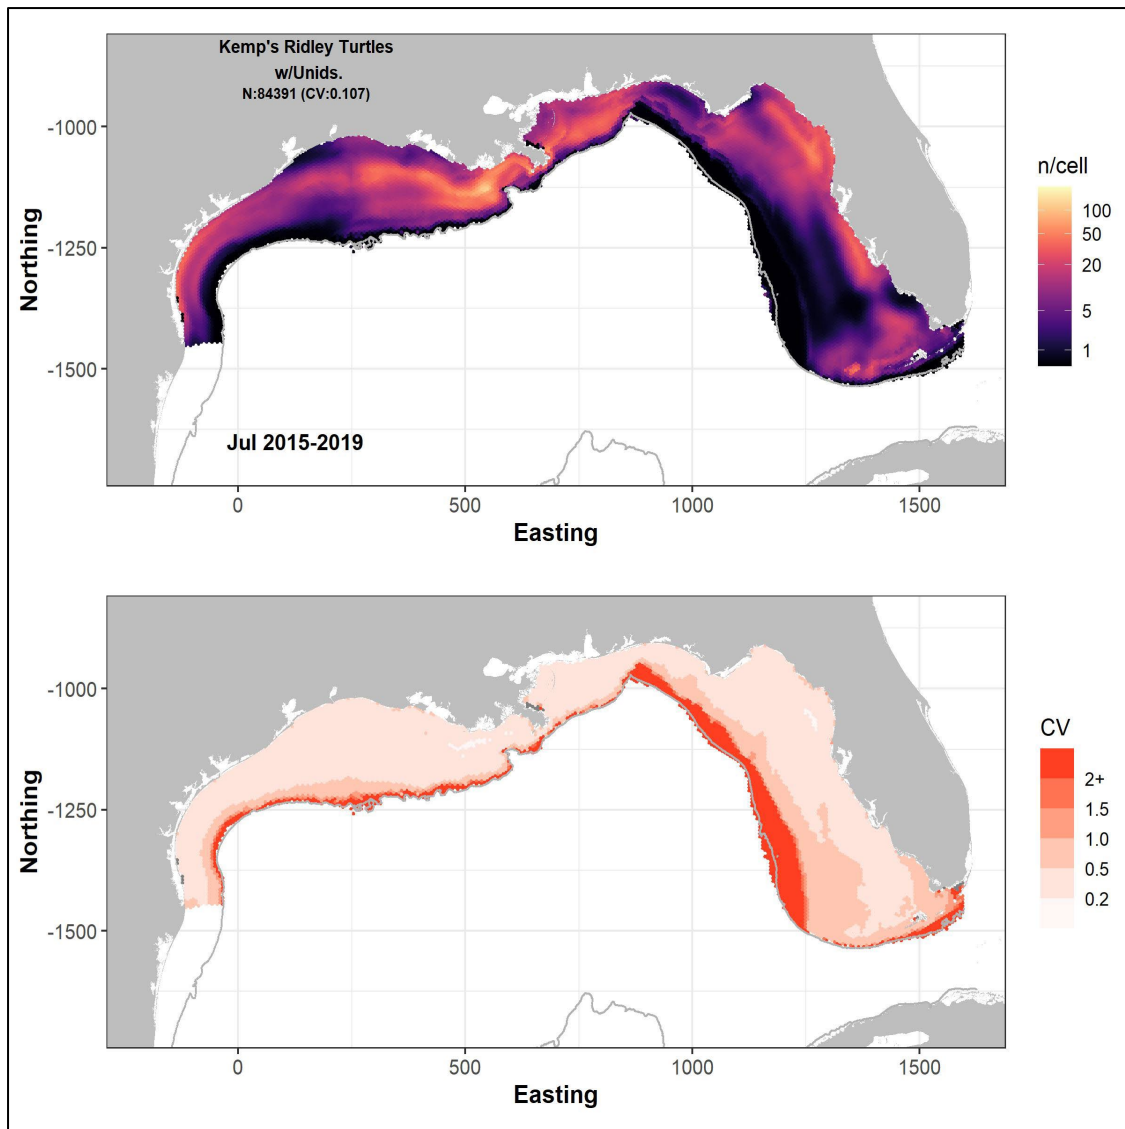 Kemp's Ridley Turtles
w/Unids.
N:84391 (CV:0.107)
-1000
-1250
-1500
Northing
Jul 2015-2019
0
500
1000
1500
Easting
n/cell
100
50
20
5
1
-1000
-1250
-1500
Northing
0
500
1000
1500
Easting
CV
2+
1.5
1.0
0.5
0.2